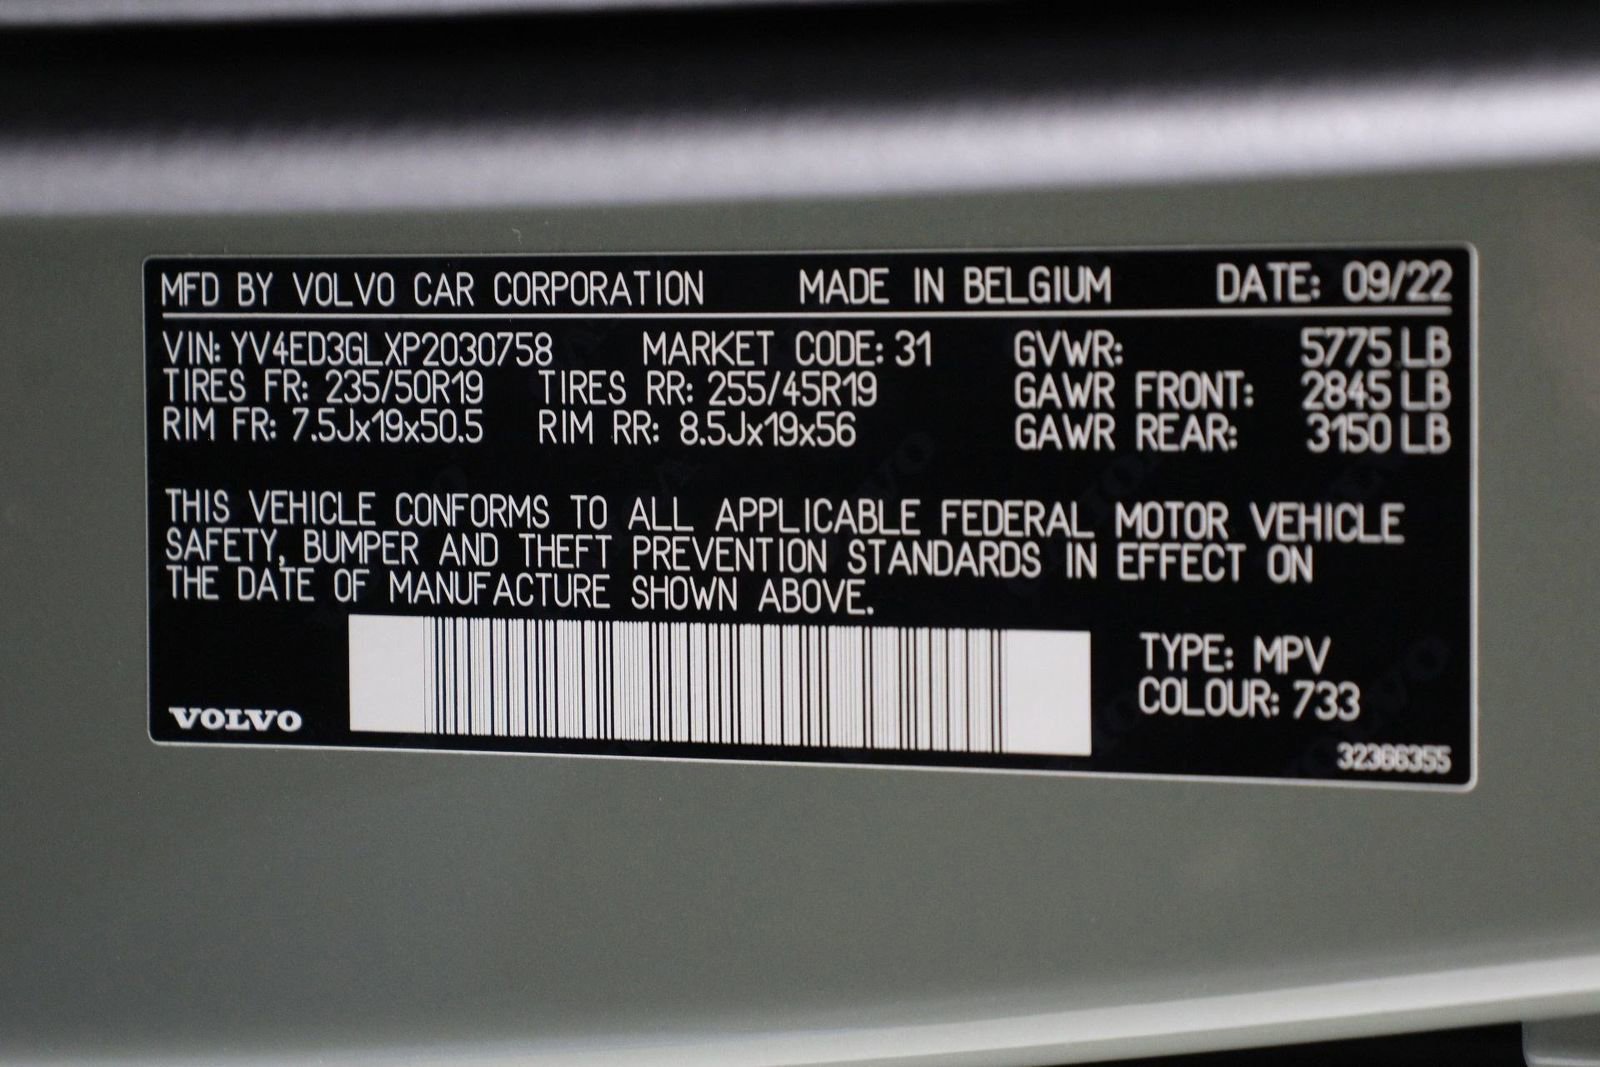 MFD BY VOLVO CAR CORPORATION MADE IN BELGIUM DATE: 09/22
VIN: YV4ED3GLXP2030758 MARKET CODE: 31 GVWR: 5775 LB
TIRES FR: 235/50R19 TIRES RR: 255/45R19 GAWR FRONT: 2845 LB
RIM FR: 7.5Jx19x50.5 RIM RR: 8.5Jx19x56 GAWR REAR: 3150 LB
THIS VEHICLE CONFORMS TO ALL APPLICABLE FEDERAL MOTOR VEHICLE
SAFETY, BUMPER AND THEFT PREVENTION STANDARDS IN EFFECT ON
THE DATE OF MANUFACTURE SHOWN ABOVE.
TYPE: MPV
COLOUR: 733
VOLVO
32366355